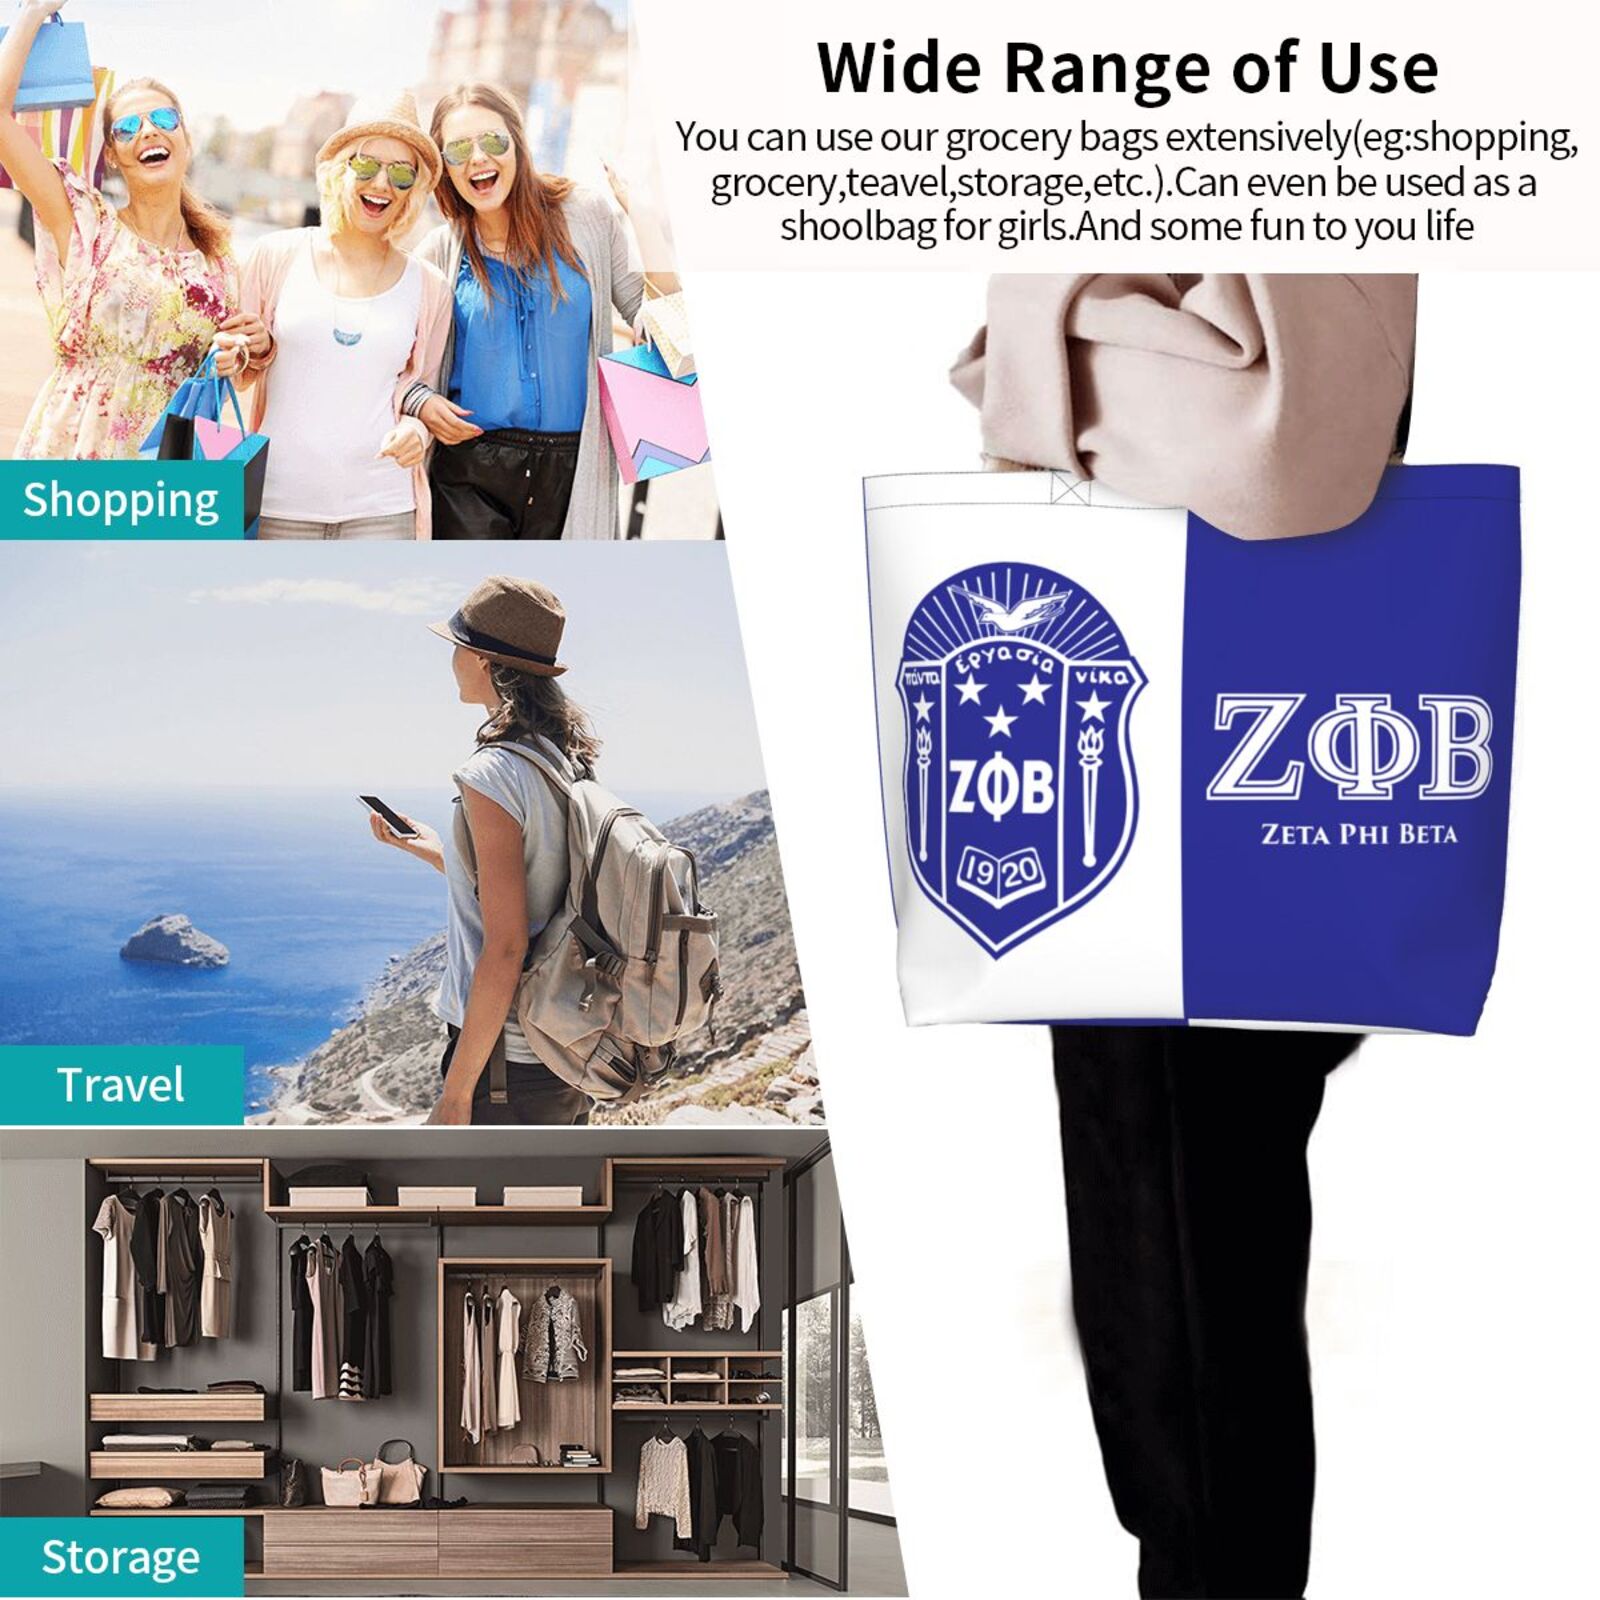 Wide Range of Use
You can use our grocery bags extensively(eg:shopping,
grocery,teavel,storage,etc.).Can even be used as a
shoolbag for girls.And some fun to you life
Shopping
Travel
Storage
πάντα
έργασία
νίκα
ΖΦΒ
1920
ΖΦΒ
ZETA PHI BETA